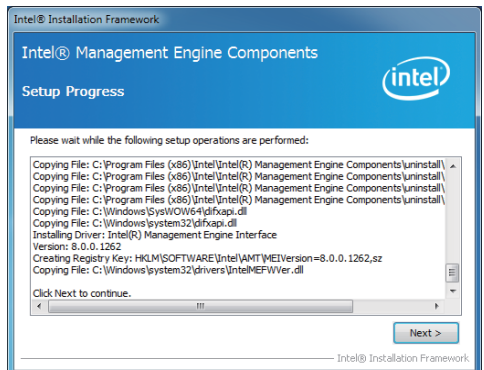 Intel® Installation Framework
Intel® Management Engine Components
Setup Progress
intel
Please wait while the following setup operations are performed:
Copying File: C:\Program Files (x86)\Intel\Intel(R) Management Engine Components\uninstall\
Copying File: C:\Program Files (x86)\Intel\Intel(R) Management Engine Components\uninstall\
Copying File: C:\Program Files (x86)\Intel\Intel(R) Management Engine Components\uninstall\
Copying File: C:\Program Files (x86)\Intel\Intel(R) Management Engine Components\uninstall\
Copying File: C:\Windows\SysWOW64\difxapi.dll
Copying File: C:\Windows\system32\difxapi.dll
Installing Driver: Intel(R) Management Engine Interface
Version: 8.0.0.1262
Creating Registry Key: HKLM\SOFTWARE\Intel\AMT\MEIVersion=8.0.0.1262,sz
Copying File: C:\Windows\system32\drivers\IntelMEFWVer.dll
Click Next to continue.
Next >
Intel® Installation Framework